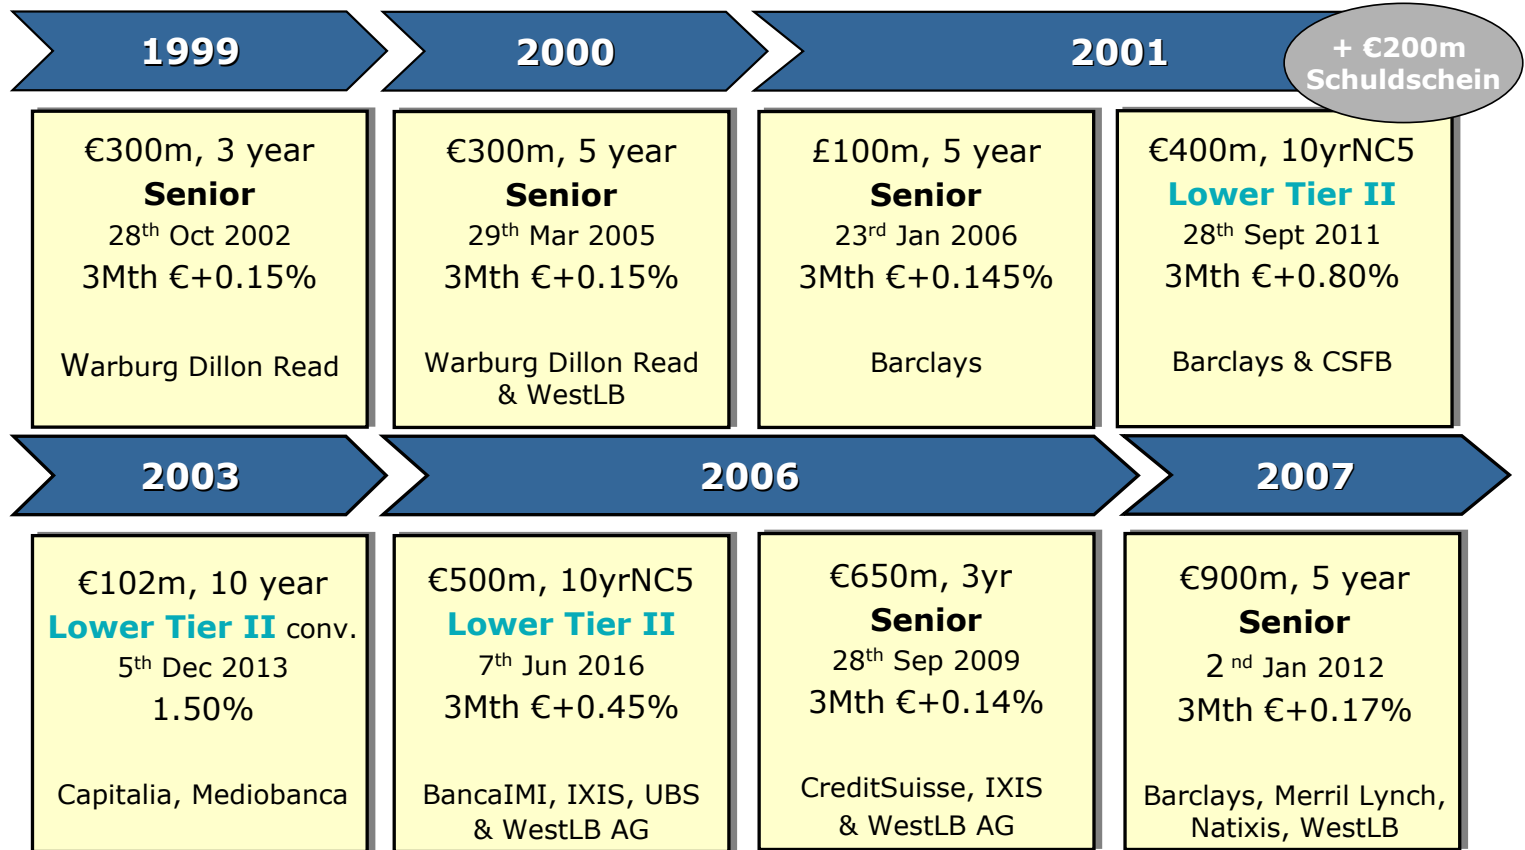 1999
2000
2001
+ €200m
Schuldschein
€300m, 3 year
Senior
28th Oct 2002
3Mth €+0.15%
Warburg Dillon Read
€300m, 5 year
Senior
29th Mar 2005
3Mth €+0.15%
Warburg Dillon Read
& WestLB
£100m, 5 year
Senior
23rd Jan 2006
3Mth €+0.145%
Barclays
€400m, 10yrNC5
Lower Tier II
28th Sept 2011
3Mth €+0.80%
Barclays & CSFB
2003
2006
2007
€102m, 10 year
Lower Tier II conv.
5th Dec 2013
1.50%
Capitalia, Mediobanca
€500m, 10yrNC5
Lower Tier II
7th Jun 2016
3Mth €+0.45%
BancaIMI, IXIS, UBS
& WestLB AG
€650m, 3yr
Senior
28th Sep 2009
3Mth €+0.14%
CreditSuisse, IXIS
& WestLB AG
€900m, 5 year
Senior
2 nd Jan 2012
3Mth €+0.17%
Barclays, Merril Lynch,
Natixis, WestLB